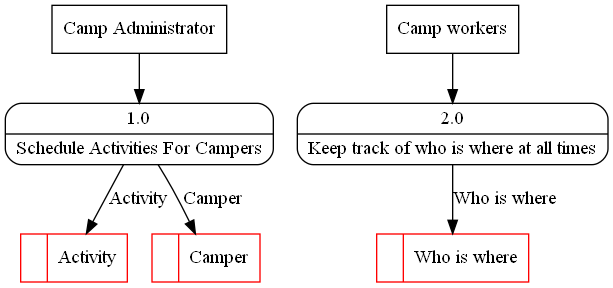 Camp Administrator
Camp workers
1.0
Schedule Activities For Campers
2.0
Keep track of who is where at all times
Activity
Camper
Who is where
Activity
Camper
Who is where